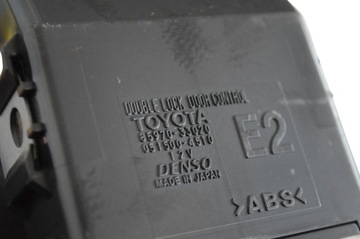 DOUBLE LOCK DOOR CONTROL
TOYOTA
85970-33020
051500-4510
12V
DENSO
MADE IN JAPAN
E2
>ABS<